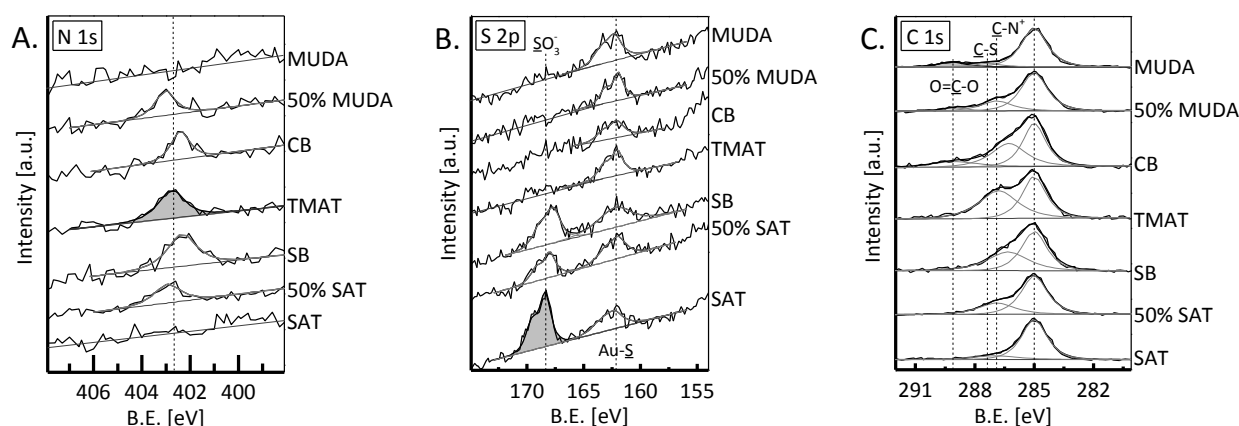 A.
N 1s
MUDA
50% MUDA
CB
TMAT
SB
50% SAT
SAT
Intensity [a.u.]
406 404 402 400
B.E. [eV]
B.
S 2p
SO3-
MUDA
50% MUDA
CB
TMAT
SB
50% SAT
SAT
Au-S
Intensity [a.u.]
170 165 160 155
B.E. [eV]
C.
C 1s
C-N+
C-S
O=C-O
MUDA
50% MUDA
CB
TMAT
SB
50% SAT
SAT
Intensity [a.u.]
291 288 285 282
B.E. [eV]